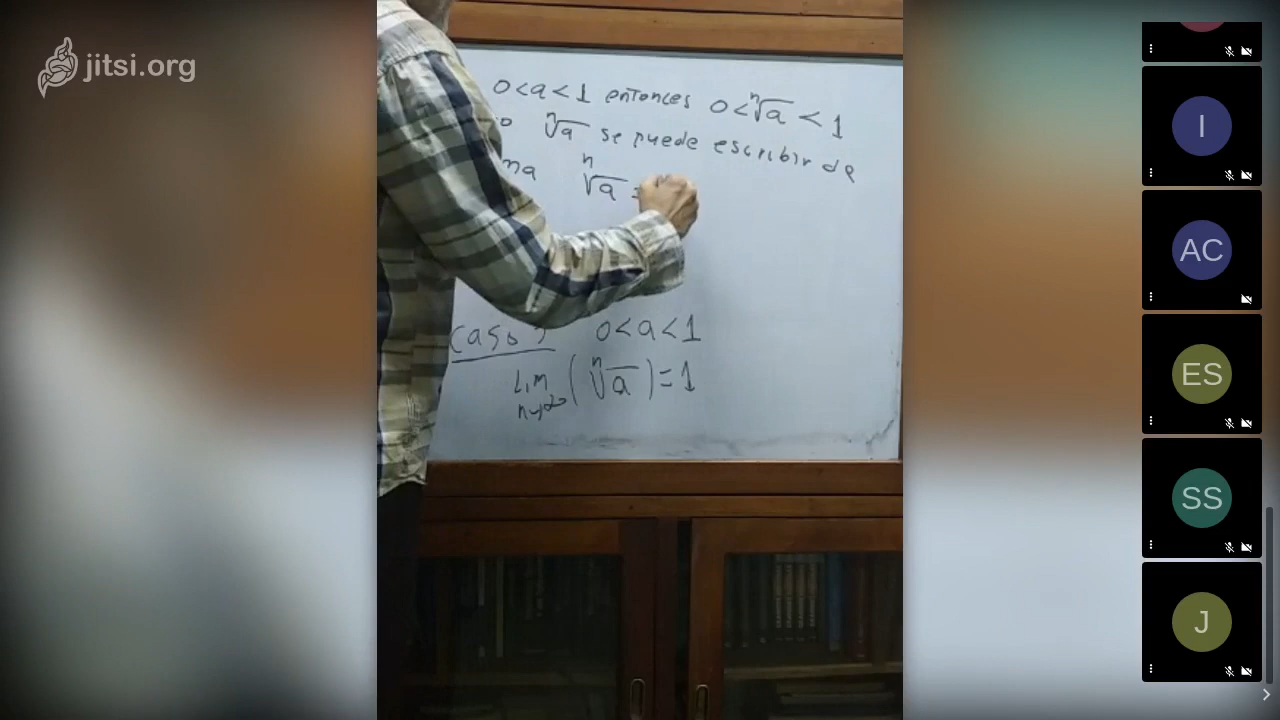 jitsi.org
0<a<1 entonces 0<ⁿ√a < 1
ⁿ√a se puede escribir de
ma ⁿ√a =
caso 0<a<1
Lim (ⁿ√a) = 1
n→∞
I
AC
ES
SS
J